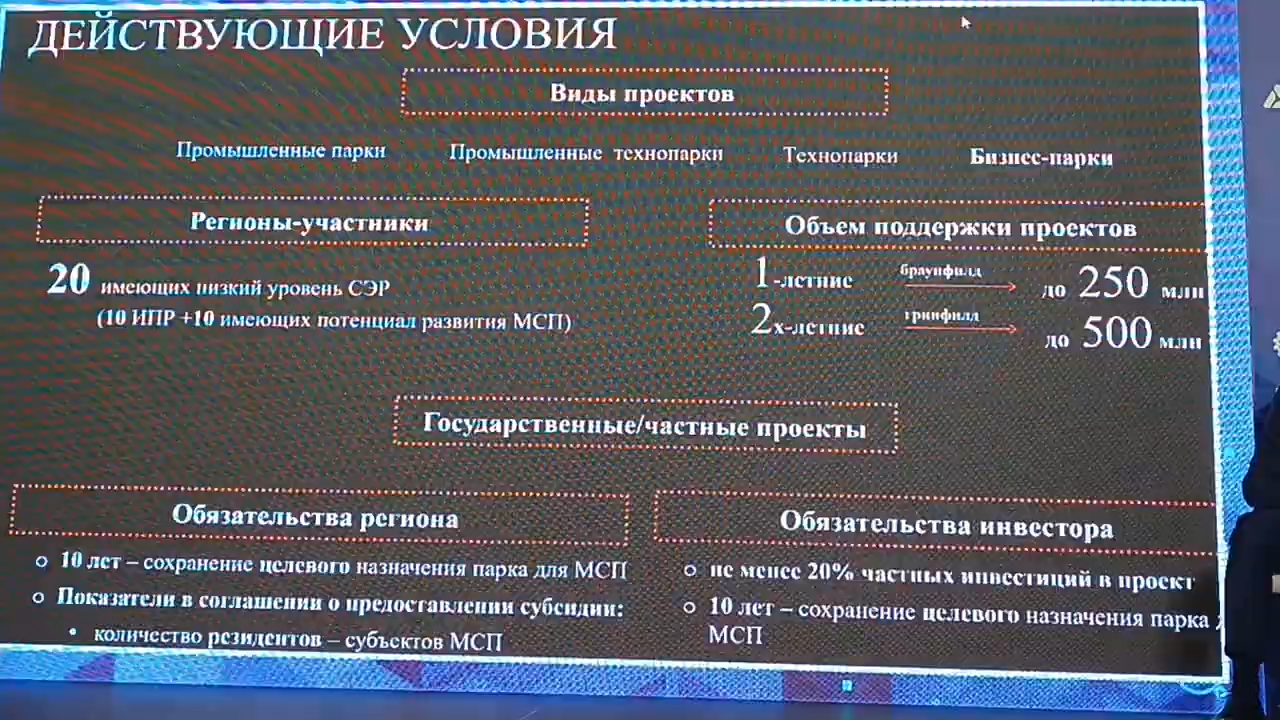 ДЕЙСТВУЮЩИЕ УСЛОВИЯ
Виды проектов
Промышленные парки Промышленные технопарки Технопарки Бизнес-парки
Регионы-участники
20 имеющих низкий уровень СЭР
(10 ИПР +10 имеющих потенциал развития МСП)
Объем поддержки проектов
1-летние браунфилд до 250 млн
2х-летние гринфилд до 500 млн
Государственные/частные проекты
Обязательства региона
10 лет – сохранение целевого назначения парка для МСП
Показатели в соглашении о предоставлении субсидии:
количество резидентов – субъектов МСП
Обязательства инвестора
не менее 20% частных инвестиций в проект
10 лет – сохранение целевого назначения парка
МСП